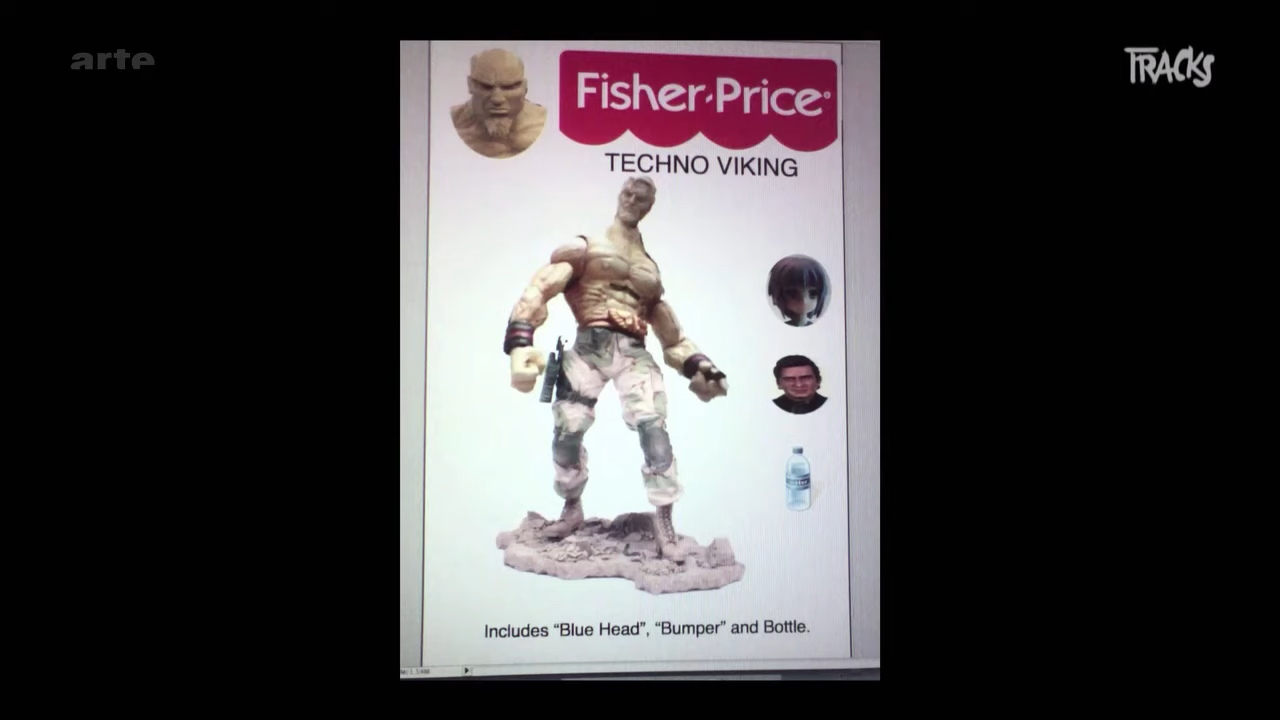 arte
TRACKS
Fisher-Price
TECHNO VIKING
Includes “Blue Head”, “Bumper” and Bottle.